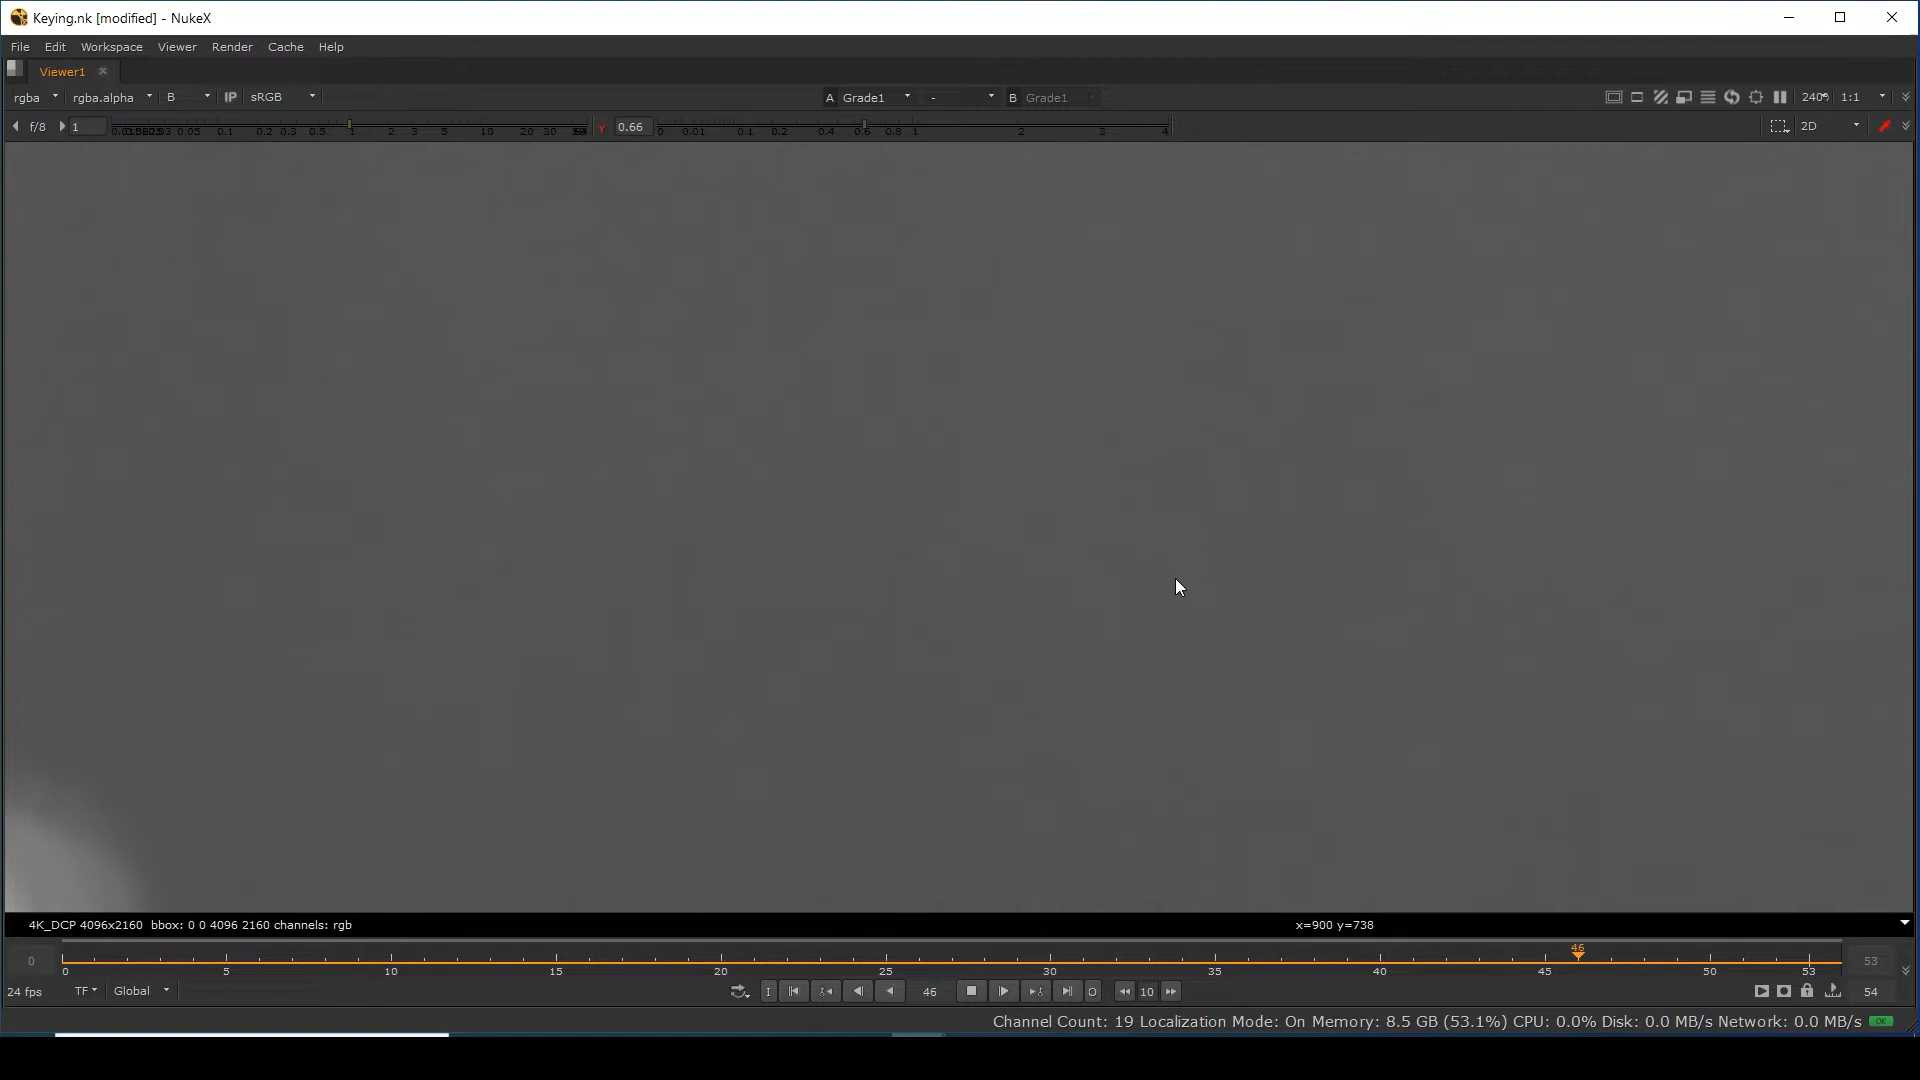 Keying.nk [modified] - NukeX
File Edit Workspace Viewer Render Cache Help
Viewer1
rgba rgba.alpha B IP sRGB A Grade1 - B Grade1 1:1
f/8 1 0.05 0.1 0.2 0.3 0.5 1 2 3 5 10 20 30 y 0.66 0 0.01 0.1 0.2 0.4 0.6 0.8 1 2 3 4 2D
4K_DCP 4096x2160 bbox: 0 0 4096 2160 channels: rgb x=900 y=738
46
0 53
0 5 10 15 20 25 30 35 40 45 50 53
24 fps TF Global I 46 O 10 54
Channel Count: 19 Localization Mode: On Memory: 8.5 GB (53.1%) CPU: 0.0% Disk: 0.0 MB/s Network: 0.0 MB/s OK